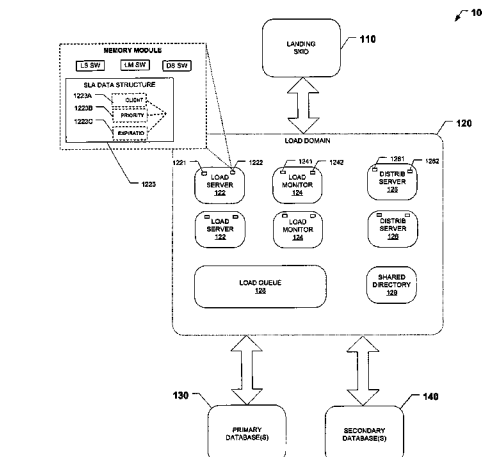 10
LANDING
SKID
110
MEMORY MODULE
LS SW LM SW DS SW
SLA DATA STRUCTURE
1223A CLIENT
1223B PRIORITY
1223C EXPIRATIO
1223
120
LOAD DOMAIN
1221 1222 1241 1242 1261 1262
LOAD
SERVER
122
LOAD
MONITOR
124
DISTRIB
SERVER
126
LOAD
SERVER
122
LOAD
MONITOR
124
DISTRIB
SERVER
126
LOAD QUEUE
128
SHARED
DIRECTORY
129
130
140
PRIMARY
DATABASE(S)
SECONDARY
DATABASE(S)